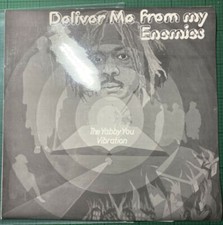 Deliver Me from my
Enemies
The Yabby You
Vibration